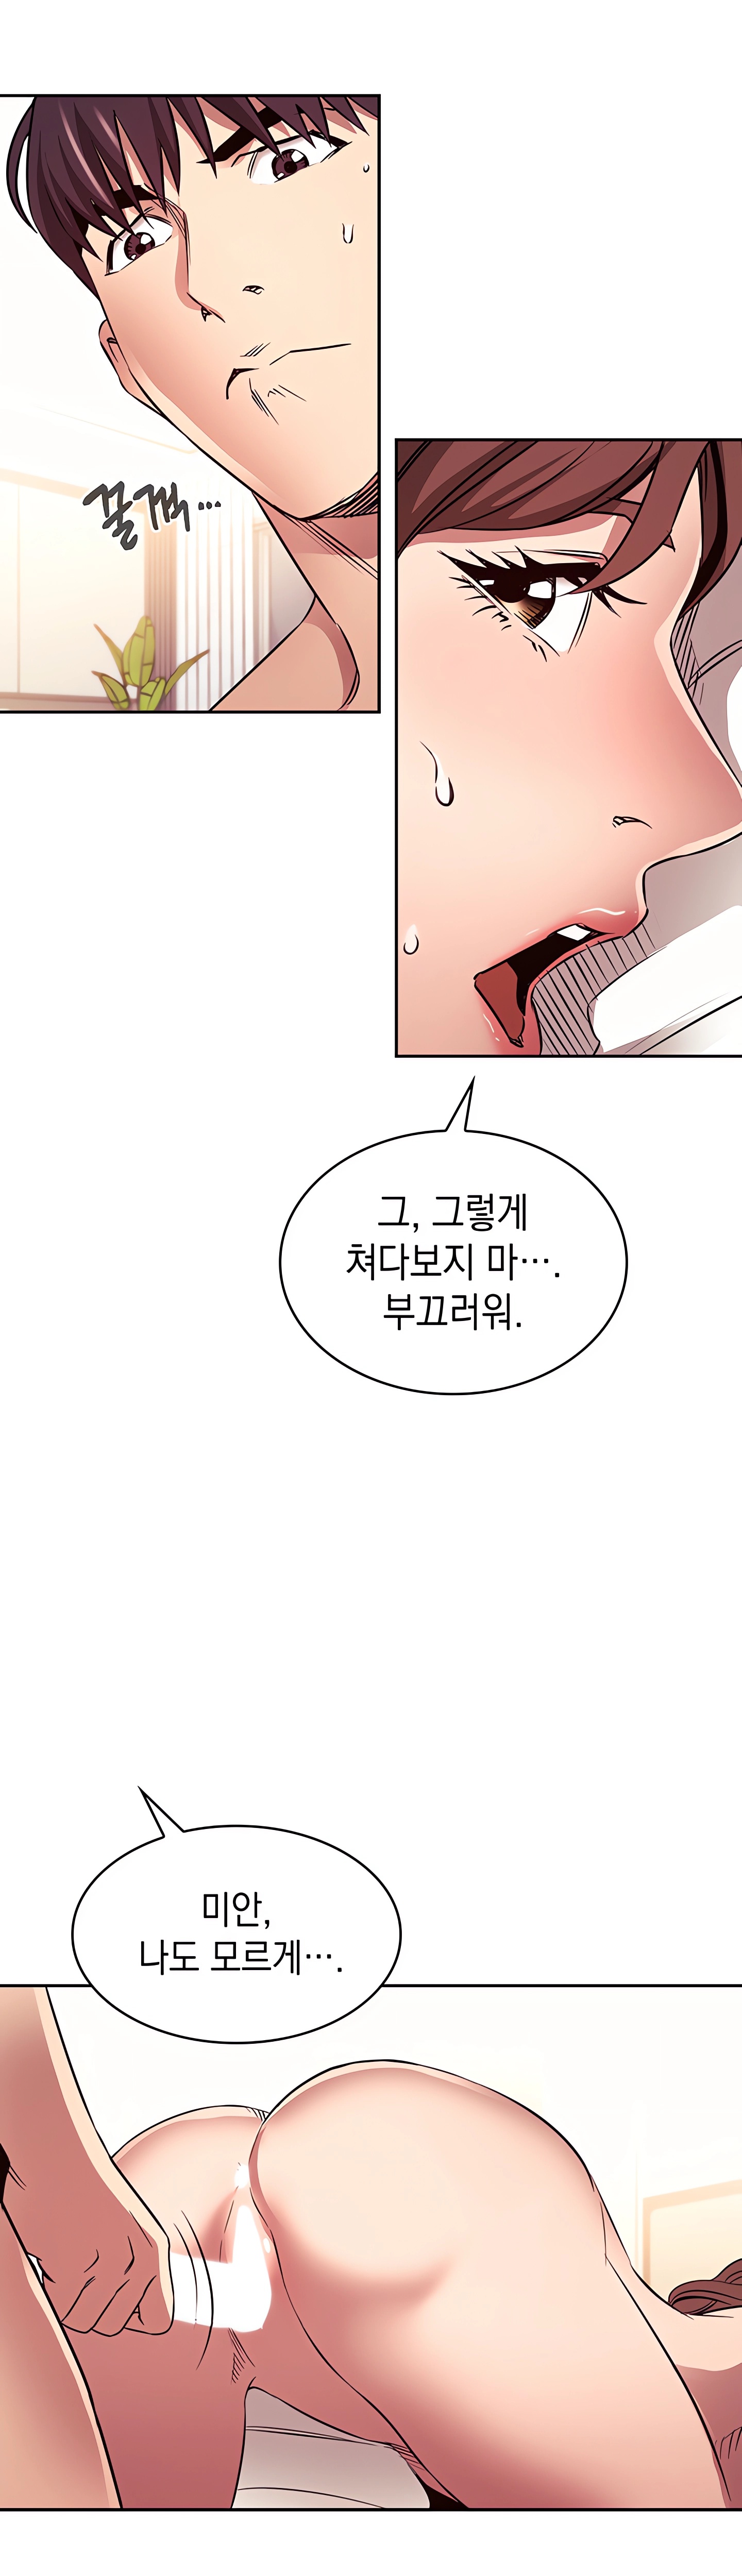 꿀꺽…
그, 그렇게
쳐다보지 마….
부끄러워.
미안,
나도 모르게….